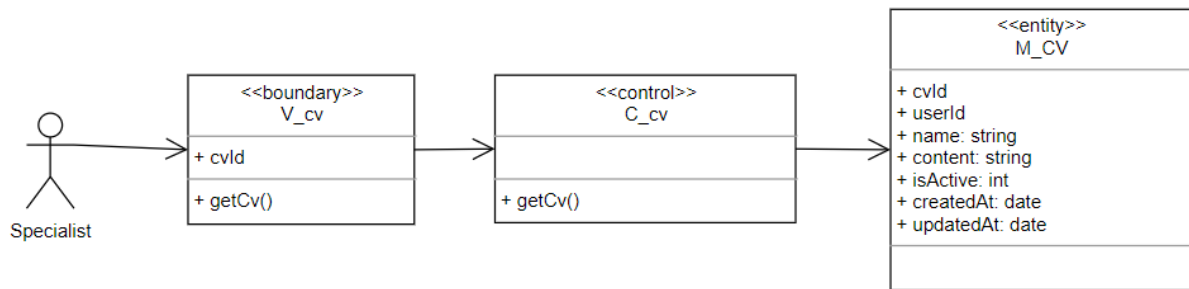 Specialist
<<boundary>>
V_cv
+ cvId
+ getCv()
<<control>>
C_cv
+ getCv()
<<entity>>
M_CV
+ cvId
+ userId
+ name: string
+ content: string
+ isActive: int
+ createdAt: date
+ updatedAt: date